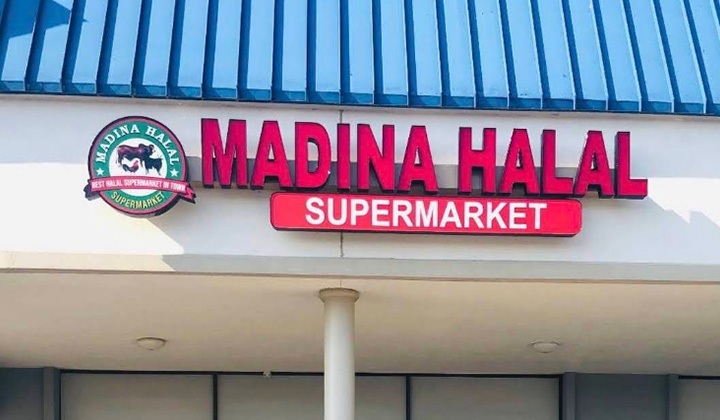 MADINA HALAL
BEST HALAL SUPERMARKET IN TOWN
SUPERMARKET
MADINA HALAL
SUPERMARKET